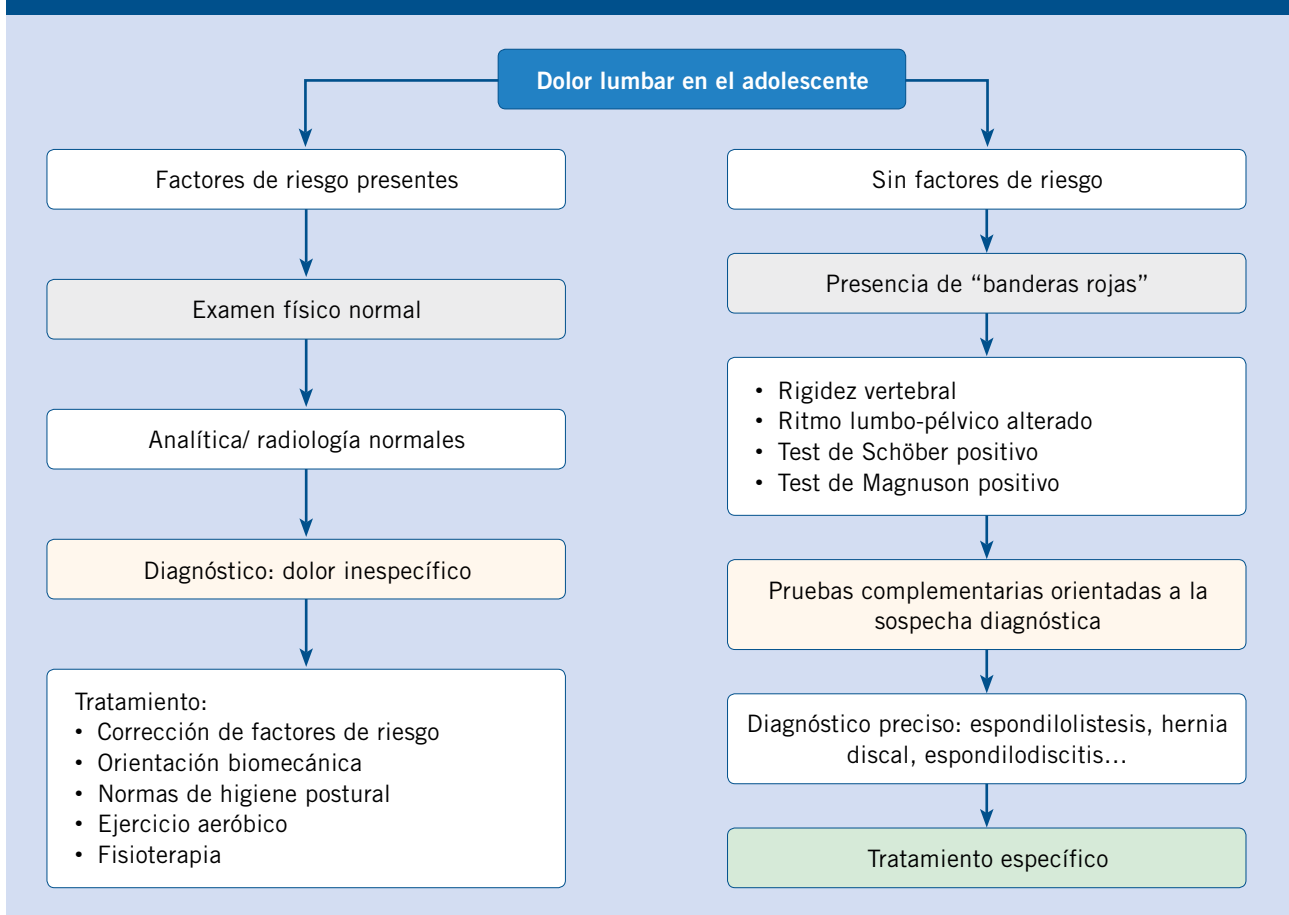 Dolor lumbar en el adolescente
Factores de riesgo presentes
Examen físico normal
Analítica/ radiología normales
Diagnóstico: dolor inespecífico
Tratamiento:
• Corrección de factores de riesgo
• Orientación biomecánica
• Normas de higiene postural
• Ejercicio aeróbico
• Fisioterapia
Sin factores de riesgo
Presencia de “banderas rojas”
• Rigidez vertebral
• Ritmo lumbo-pélvico alterado
• Test de Schöber positivo
• Test de Magnuson positivo
Pruebas complementarias orientadas a la
sospecha diagnóstica
Diagnóstico preciso: espondilolistesis, hernia
discal, espondilodiscitis…
Tratamiento específico